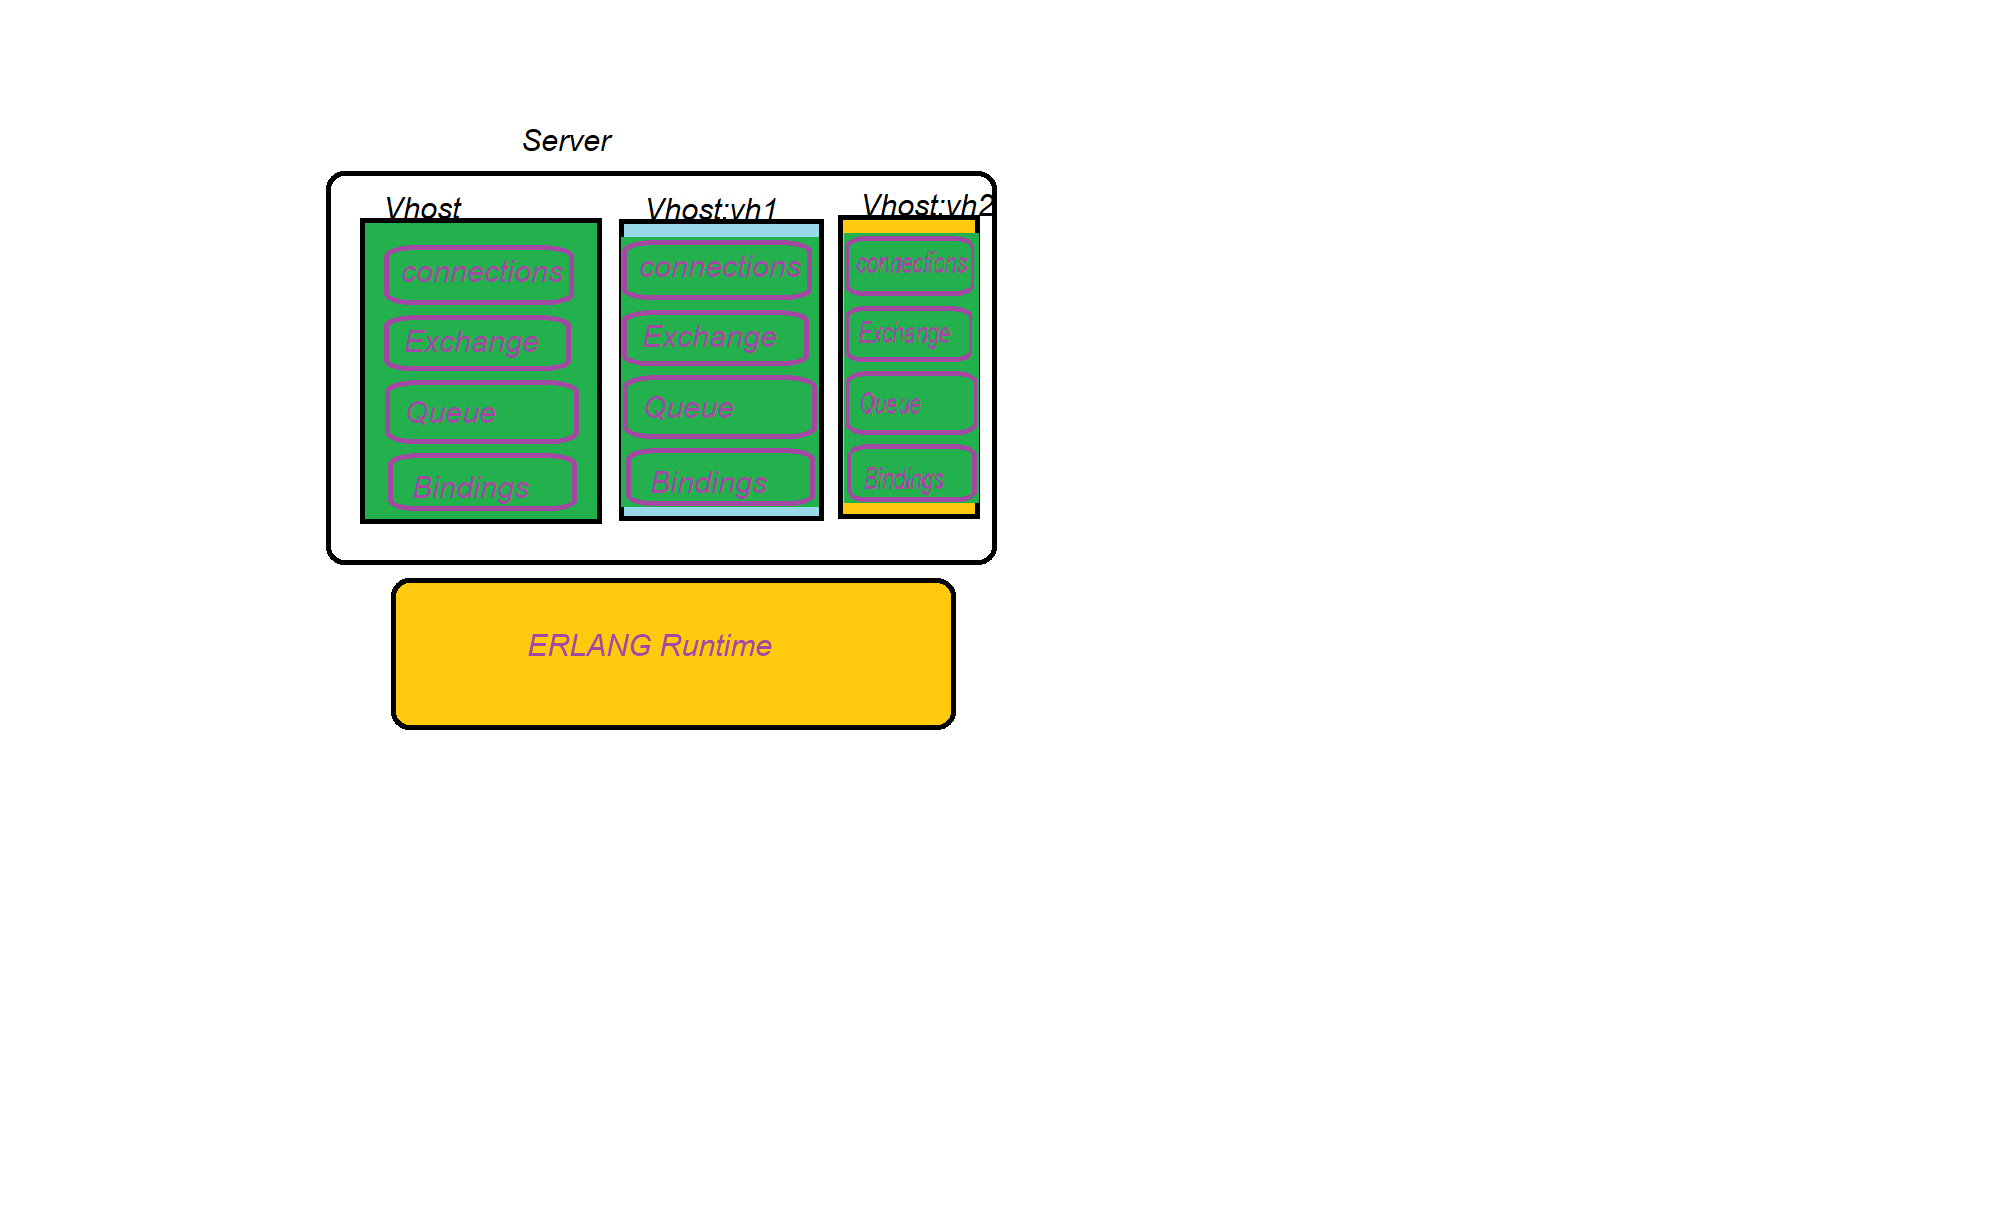 Server
Vhost
connections
Exchange
Queue
Bindings
Vhost:vh1
connections
Exchange
Queue
Bindings
Vhost:vh2
connections
Exchange
Queue
Bindings
ERLANG Runtime